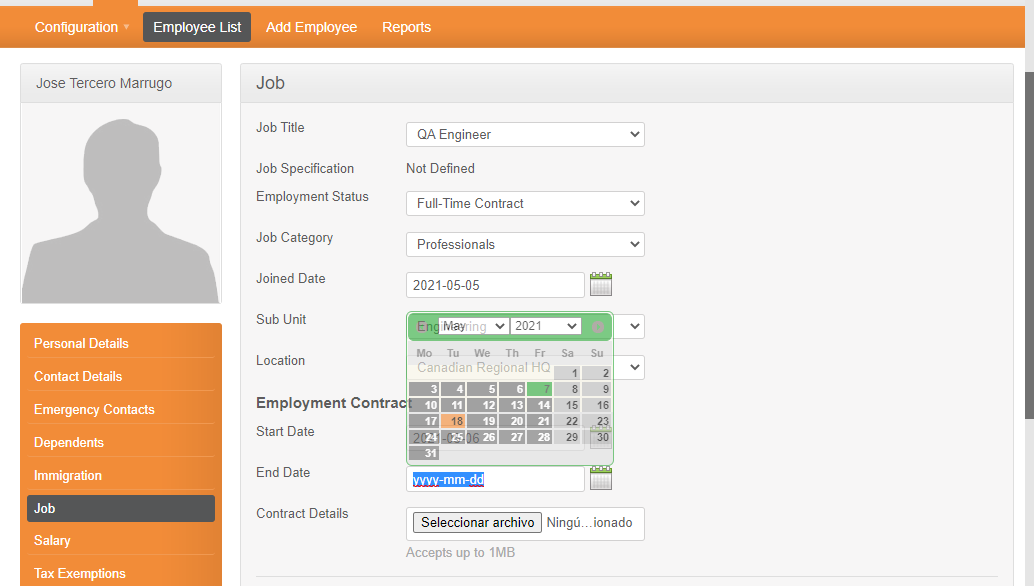 Configuration Employee List Add Employee Reports
Jose Tercero Marrugo
Job
Job Title QA Engineer
Job Specification Not Defined
Employment Status Full-Time Contract
Job Category Professionals
Joined Date 2021-05-05
Sub Unit Engineering May 2021
Mo Tu We Th Fr Sa Su
Location Canadian Regional HQ
1 2
3 4 5 6 7 8 9
Employment Contract
10 11 12 13 14 15 16
17 18 19 20 21 22 23
Start Date
24 25 26 27 28 29 30
31
End Date yyyy-mm-dd
Contract Details Seleccionar archivo Ningú…ionado
Accepts up to 1MB
Personal Details
Contact Details
Emergency Contacts
Dependents
Immigration
Job
Salary
Tax Exemptions